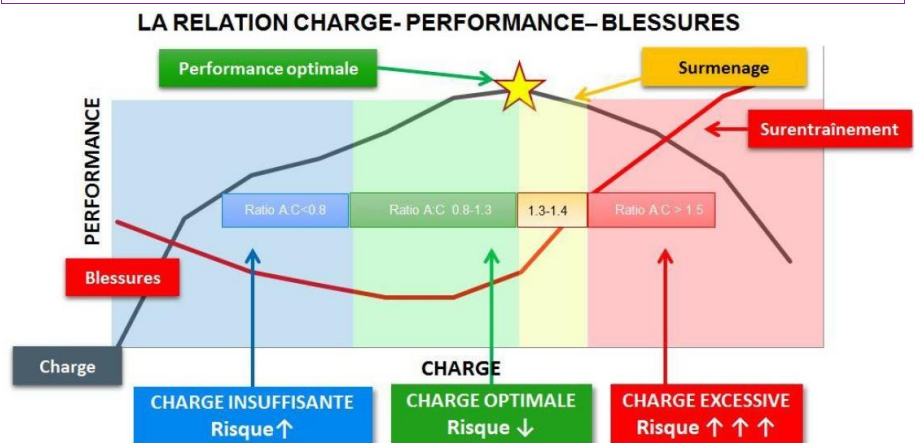 LA RELATION CHARGE- PERFORMANCE– BLESSURES
Performance optimale
Surmenage
Surentraînement
PERFORMANCE
Ratio A:C<0.8
Ratio A:C 0.8-1.3
1.3-1.4
Ratio A:C > 1.5
Blessures
Charge
CHARGE
CHARGE INSUFFISANTE
Risque ↑
CHARGE OPTIMALE
Risque ↓
CHARGE EXCESSIVE
Risque ↑ ↑ ↑